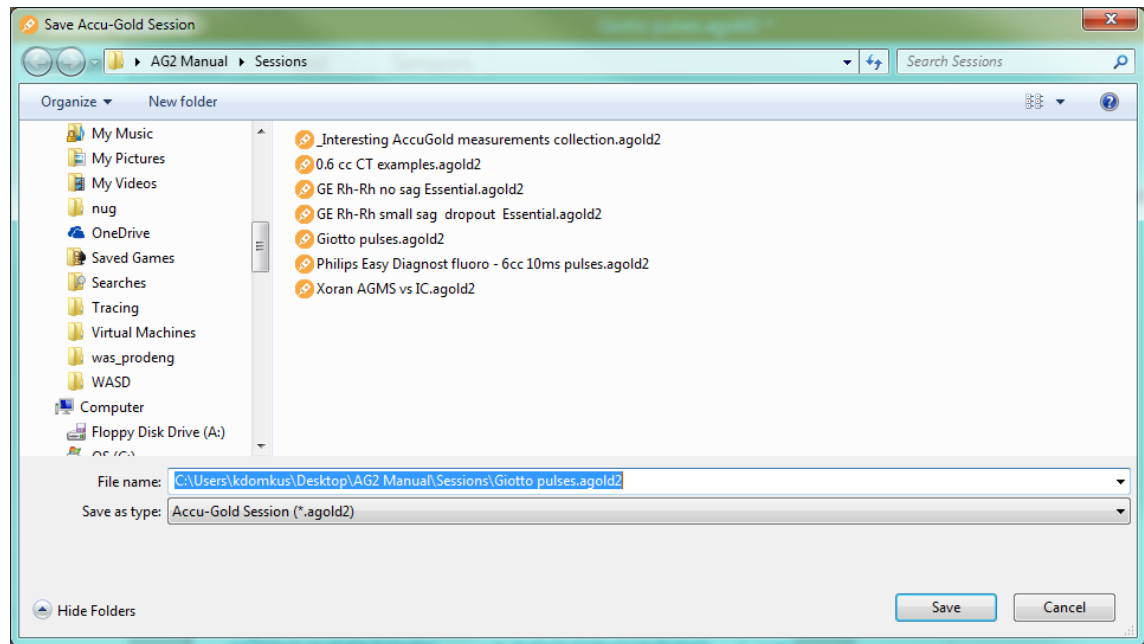 Save Accu-Gold Session
AG2 Manual Sessions
Search Sessions
Organize New folder
My Music
My Pictures
My Videos
nug
OneDrive
Saved Games
Searches
Tracing
Virtual Machines
was_prodeng
WASD
Computer
Floppy Disk Drive (A:)
_Interesting AccuGold measurements collection.agold2
0.6 cc CT examples.agold2
GE Rh-Rh no sag Essential.agold2
GE Rh-Rh small sag dropout Essential.agold2
Giotto pulses.agold2
Philips Easy Diagnost fluoro - 6cc 10ms pulses.agold2
Xoran AGMS vs IC.agold2
File name: C:\Users\kdomkus\Desktop\AG2 Manual\Sessions\Giotto pulses.agold2
Save as type: Accu-Gold Session (*.agold2)
Hide Folders
Save Cancel